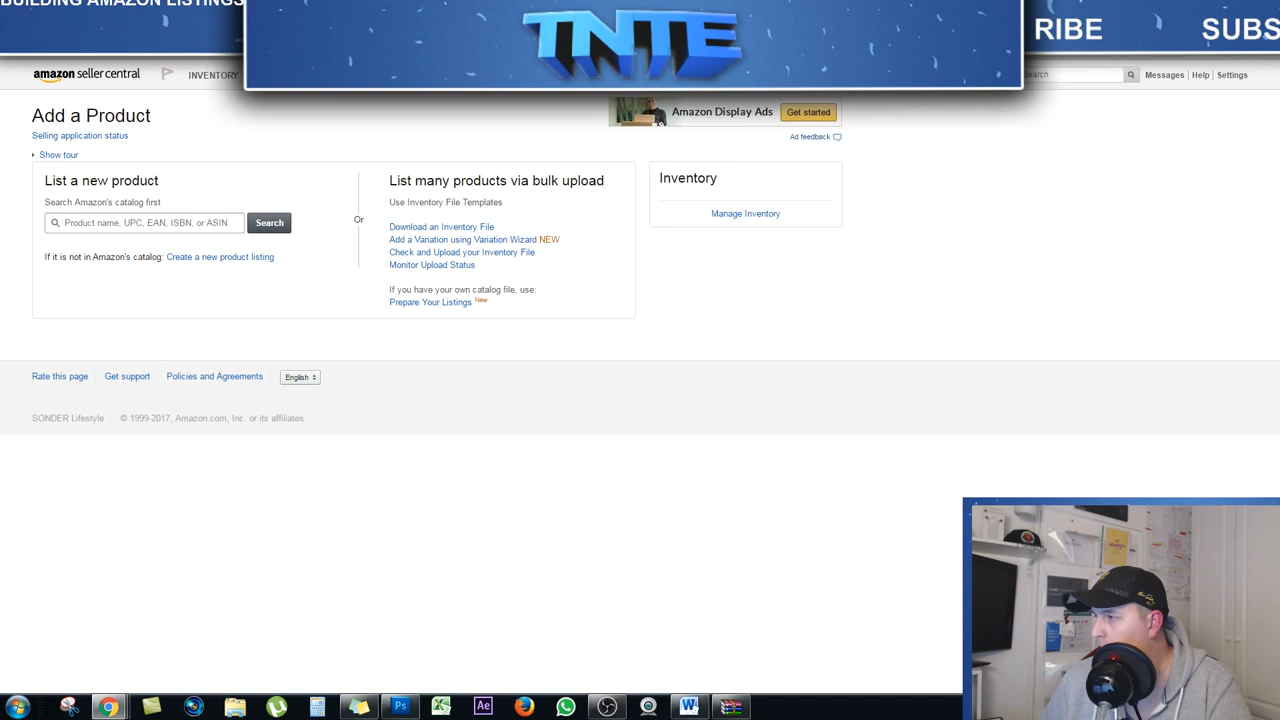 BUILDING AMAZON LISTINGS
TNTE
RIBE
SUBS
amazon seller central
INVENTORY
Search
Messages
Help
Settings
Add a Product
Amazon Display Ads
Get started
Selling application status
Ad feedback
Show tour
List a new product
Search Amazon's catalog first
Product name, UPC, EAN, ISBN, or ASIN
Search
If it is not in Amazon's catalog: Create a new product listing
Or
List many products via bulk upload
Use Inventory File Templates
Download an Inventory File
Add a Variation using Variation Wizard NEW
Check and Upload your Inventory File
Monitor Upload Status
If you have your own catalog file, use:
Prepare Your Listings New
Inventory
Manage Inventory
Rate this page
Get support
Policies and Agreements
English
SONDER Lifestyle
© 1999-2017, Amazon.com, Inc. or its affiliates
Ps
Ae
W